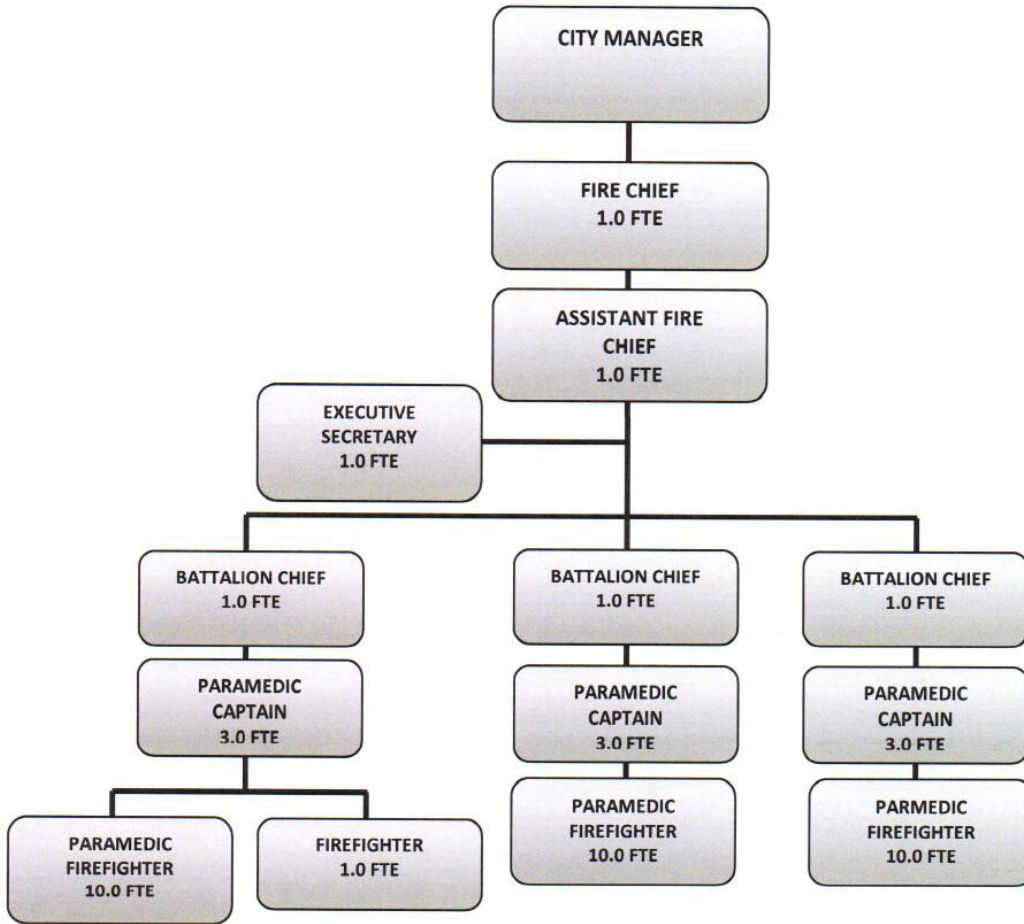 CITY MANAGER
FIRE CHIEF
1.0 FTE
ASSISTANT FIRE
CHIEF
1.0 FTE
EXECUTIVE
SECRETARY
1.0 FTE
BATTALION CHIEF
1.0 FTE
BATTALION CHIEF
1.0 FTE
BATTALION CHIEF
1.0 FTE
PARAMEDIC
CAPTAIN
3.0 FTE
PARAMEDIC
CAPTAIN
3.0 FTE
PARAMEDIC
CAPTAIN
3.0 FTE
PARAMEDIC
FIREFIGHTER
10.0 FTE
FIREFIGHTER
1.0 FTE
PARAMEDIC
FIREFIGHTER
10.0 FTE
PARMEDIC
FIREFIGHTER
10.0 FTE